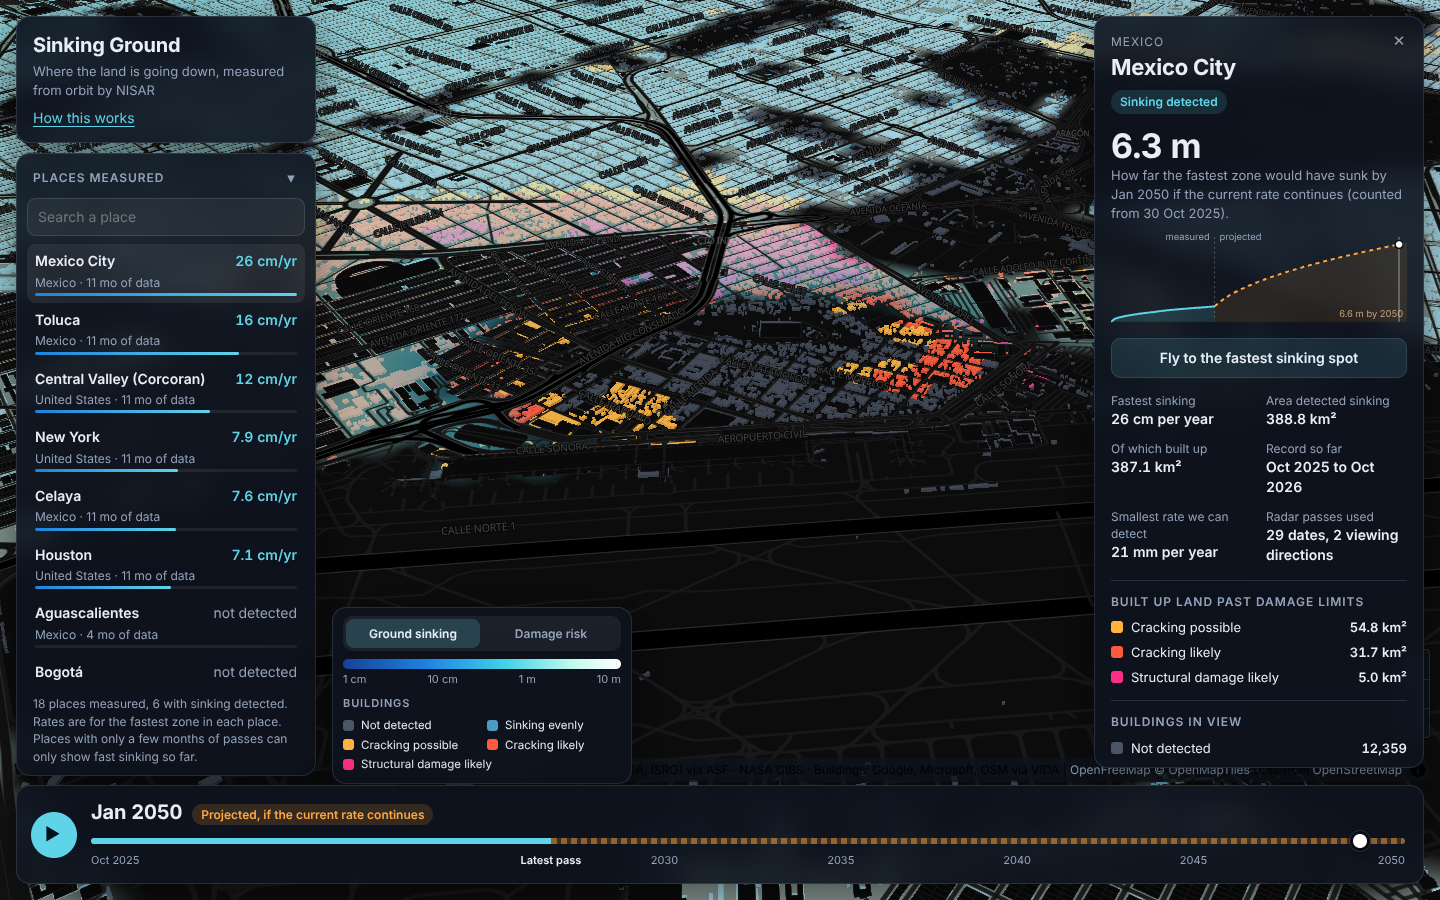 Sinking Ground
Where the land is going down, measured
from orbit by NISAR
How this works
PLACES MEASURED
Search a place
Mexico City 26 cm/yr
Mexico · 11 mo of data
Toluca 16 cm/yr
Mexico · 11 mo of data
Central Valley (Corcoran) 12 cm/yr
United States · 11 mo of data
New York 7.9 cm/yr
United States · 11 mo of data
Celaya 7.6 cm/yr
Mexico · 11 mo of data
Houston 7.1 cm/yr
United States · 11 mo of data
Aguascalientes not detected
Mexico · 4 mo of data
Bogotá not detected
18 places measured, 6 with sinking detected.
Rates are for the fastest zone in each place.
Places with only a few months of passes can
only show fast sinking so far.
AVENIDA OCEANÍA
CALLE SONORA
AEROPUERTO CIVIL
CALLE NORTE 1
Ground sinking Damage risk
1 cm 10 cm 1 m 10 m
BUILDINGS
Not detected Sinking evenly
Cracking possible Cracking likely
Structural damage likely
MEXICO
Mexico City
Sinking detected
6.3 m
How far the fastest zone would have sunk by
Jan 2050 if the current rate continues (counted
from 30 Oct 2025).
measured projected
6.6 m by 2050
Fly to the fastest sinking spot
Fastest sinking Area detected sinking
26 cm per year 388.8 km²
Of which built up Record so far
387.1 km² Oct 2025 to Oct
2026
Smallest rate we can Radar passes used
detect 29 dates, 2 viewing
21 mm per year directions
BUILT UP LAND PAST DAMAGE LIMITS
Cracking possible 54.8 km²
Cracking likely 31.7 km²
Structural damage likely 5.0 km²
BUILDINGS IN VIEW
Not detected 12,359
ISRO) via ASF · NASA GIBS · Buildings: Google, Microsoft, OSM via VIDA | OpenFreeMap © OpenMapTiles Data from OpenStreetMap
Jan 2050 Projected, if the current rate continues
Oct 2025 Latest pass 2030 2035 2040 2045 2050